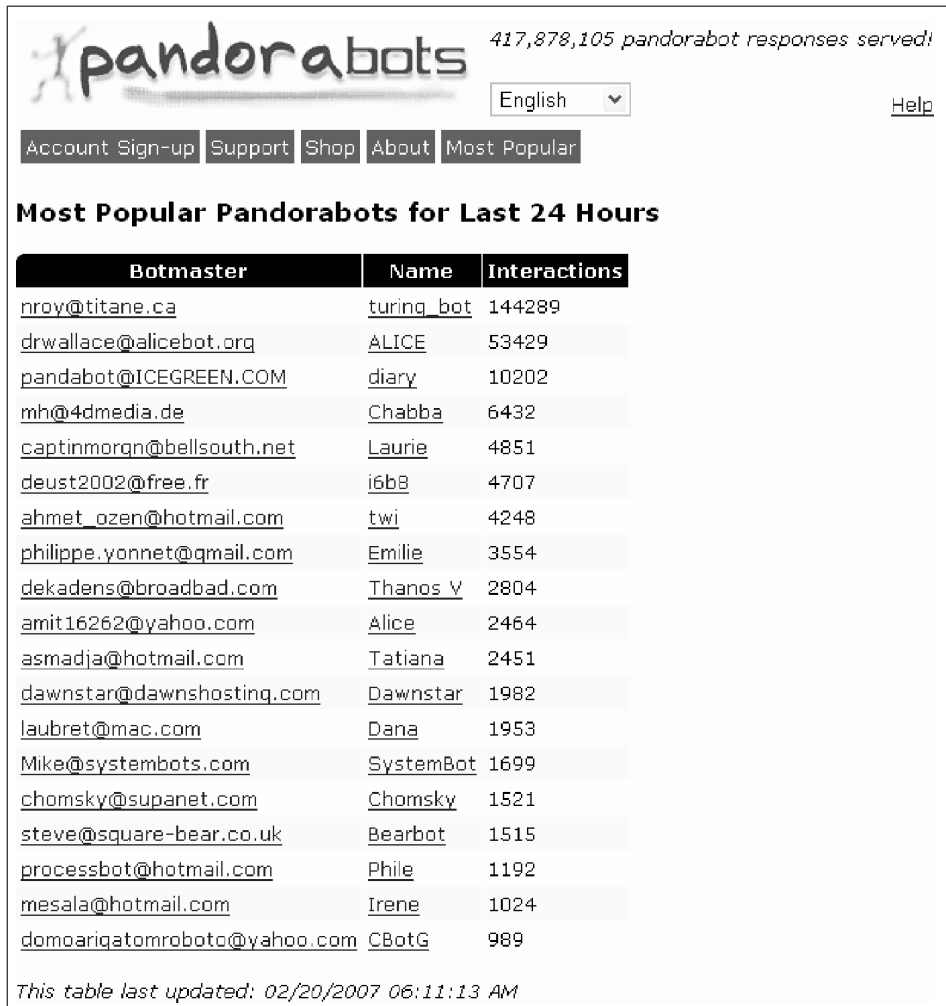 pandorabots
417,878,105 pandorabot responses served!
English
Help
Account Sign-up Support Shop About Most Popular
Most Popular Pandorabots for Last 24 Hours
Botmaster Name Interactions
nroy@titane.ca turing_bot 144289
drwallace@alicebot.org ALICE 53429
pandabot@ICEGREEN.COM diary 10202
mh@4dmedia.de Chabba 6432
captinmorgn@bellsouth.net Laurie 4851
deust2002@free.fr i6bB 4707
ahmet_ozen@hotmail.com twi 4248
philippe.yonnet@gmail.com Emilie 3554
dekadens@broadbad.com Thanos V 2804
amit16262@yahoo.com Alice 2464
asmadja@hotmail.com Tatiana 2451
dawnstar@dawnshosting.com Dawnstar 1982
laubret@mac.com Dana 1953
Mike@systembots.com SystemBot 1699
chomsky@supanet.com Chomsky 1521
steve@square-bear.co.uk Bearbot 1515
processbot@hotmail.com Phile 1192
mesala@hotmail.com Irene 1024
domoarigatomroboto@yahoo.com CBotG 989
This table last updated: 02/20/2007 06:11:13 AM